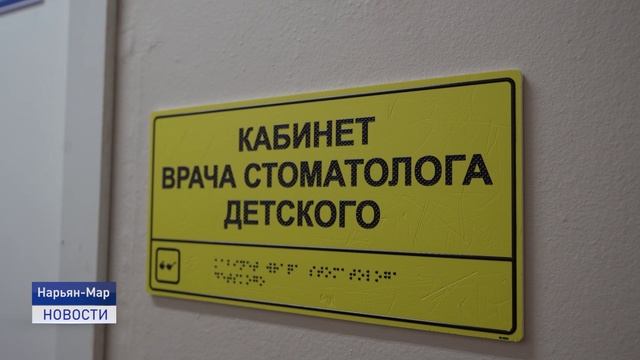 КАБИНЕТ
ВРАЧА СТОМАТОЛОГА
ДЕТСКОГО
Нарьян-Мар
НОВОСТИ